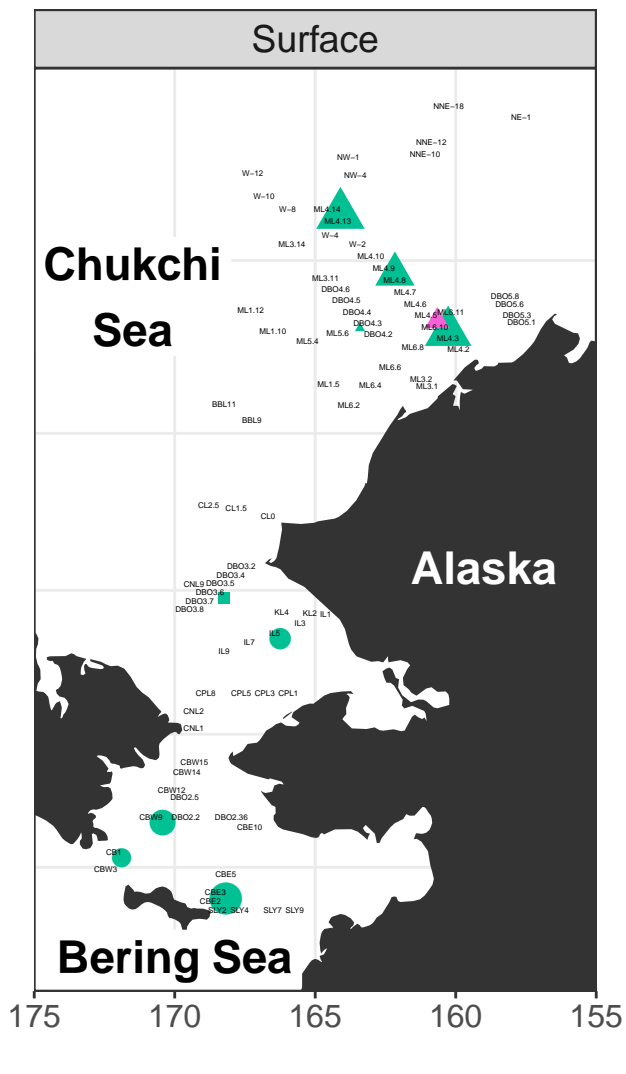 Surface
NNE−18
NE−1
NNE−12
NNE−10
NW−1
W−12
NW−4
W−10
W−8
ML4.14
ML4.13
W−4
ML3.14
W−2
ML4.10
ML4.9
Chukchi
ML3.11
ML4.8
DBO4.6
ML4.7
DBO5.8
DBO4.5
ML4.6
DBO5.6
ML1.12
DBO4.4
ML4.5
ML6.11
DBO5.3
DBO4.3
DBO5.1
Sea
ML6.10
ML1.10
ML5.6
DBO4.2
ML5.4
ML4.3
ML6.8
ML4.2
ML6.6
ML3.2
ML1.5
ML6.4
ML3.1
BBL11
ML6.2
BBL9
CL2.5
CL1.5
CL0
DBO3.2
Alaska
DBO3.4
CNL9
DBO3.5
DBO3.6
DBO3.7
DBO3.8
KL4
KL2
IL1
IL3
IL5
IL7
IL9
CPL8
CPL5
CPL3
CPL1
CNL2
CNL1
CBW15
CBW14
CBW12
DBO2.5
CBW9
DBO2.2
DBO2.36
CBE10
CB1
CBW3
CBE5
CBE3
CBE2
SLY2
SLY4
SLY7
SLY9
Bering Sea
175
170
165
160
155